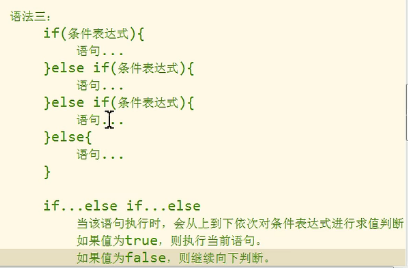 语法三:
if(条件表达式){
语句...
}else if(条件表达式){
语句...
}else if(条件表达式){
语句...
}else{
语句...
}
if...else if...else
当该语句执行时，会从上到下依次对条件表达式进行求值判断
如果值为true，则执行当前语句。
如果值为false，则继续向下判断。